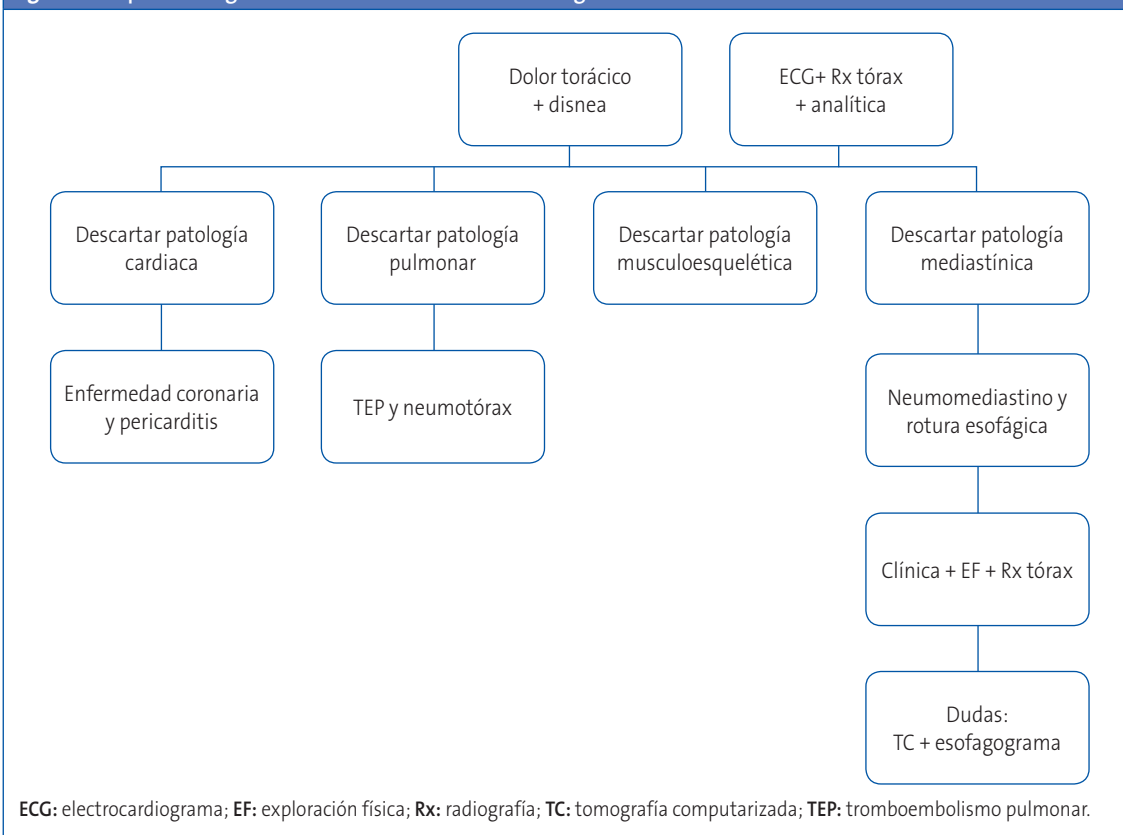 Dolor torácico
+ disnea
ECG+ Rx tórax
+ analítica
Descartar patología
cardiaca
Descartar patología
pulmonar
Descartar patología
musculoesquelética
Descartar patología
mediastínica
Enfermedad coronaria
y pericarditis
TEP y neumotórax
Neumomediastino y
rotura esofágica
Clínica + EF + Rx tórax
Dudas:
TC + esofagograma
ECG: electrocardiograma; EF: exploración física; Rx: radiografía; TC: tomografía computarizada; TEP: tromboembolismo pulmonar.